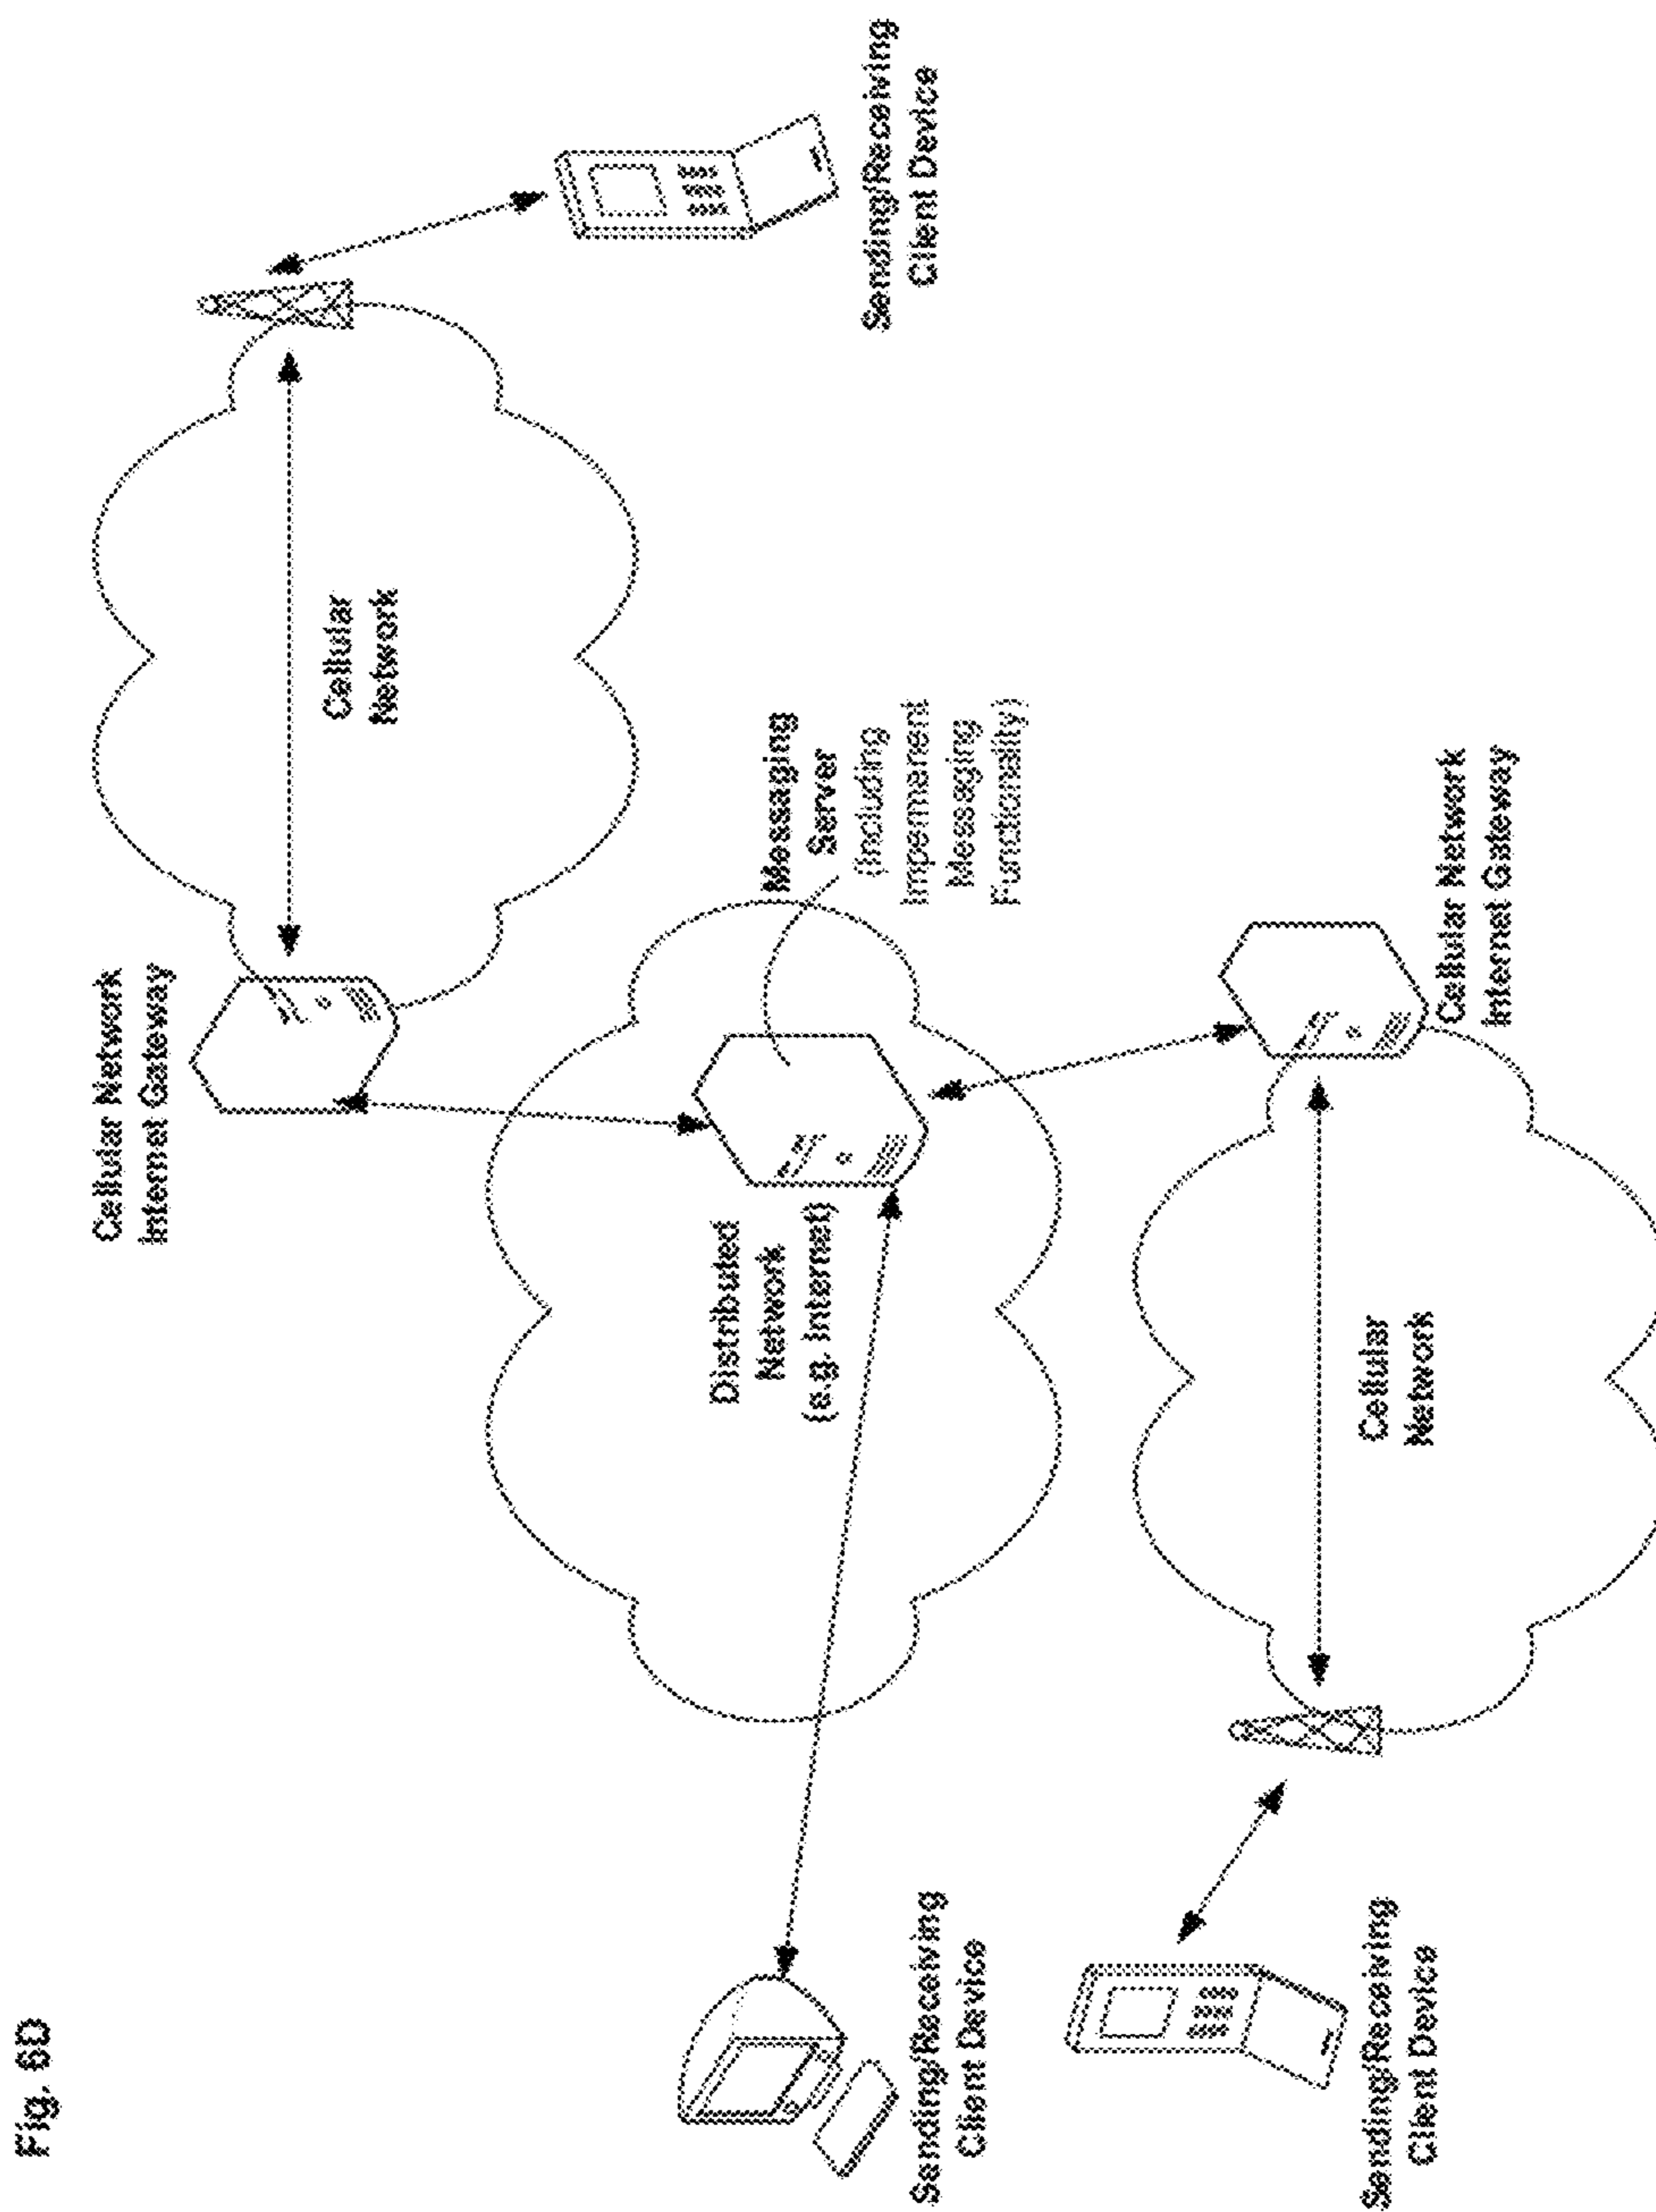 Fig. 6D
Cellular Network
Internet Gateway
Cellular
Network
Sending/Receiving
Client Device
Messaging
Server
(Including
Impermanent
Messaging
Functionality)
Distributed
Network
(e.g. Internet)
Sending/Receiving
Client Device
Cellular Network
Internet Gateway
Cellular
Network
Sending/Receiving
Client Device